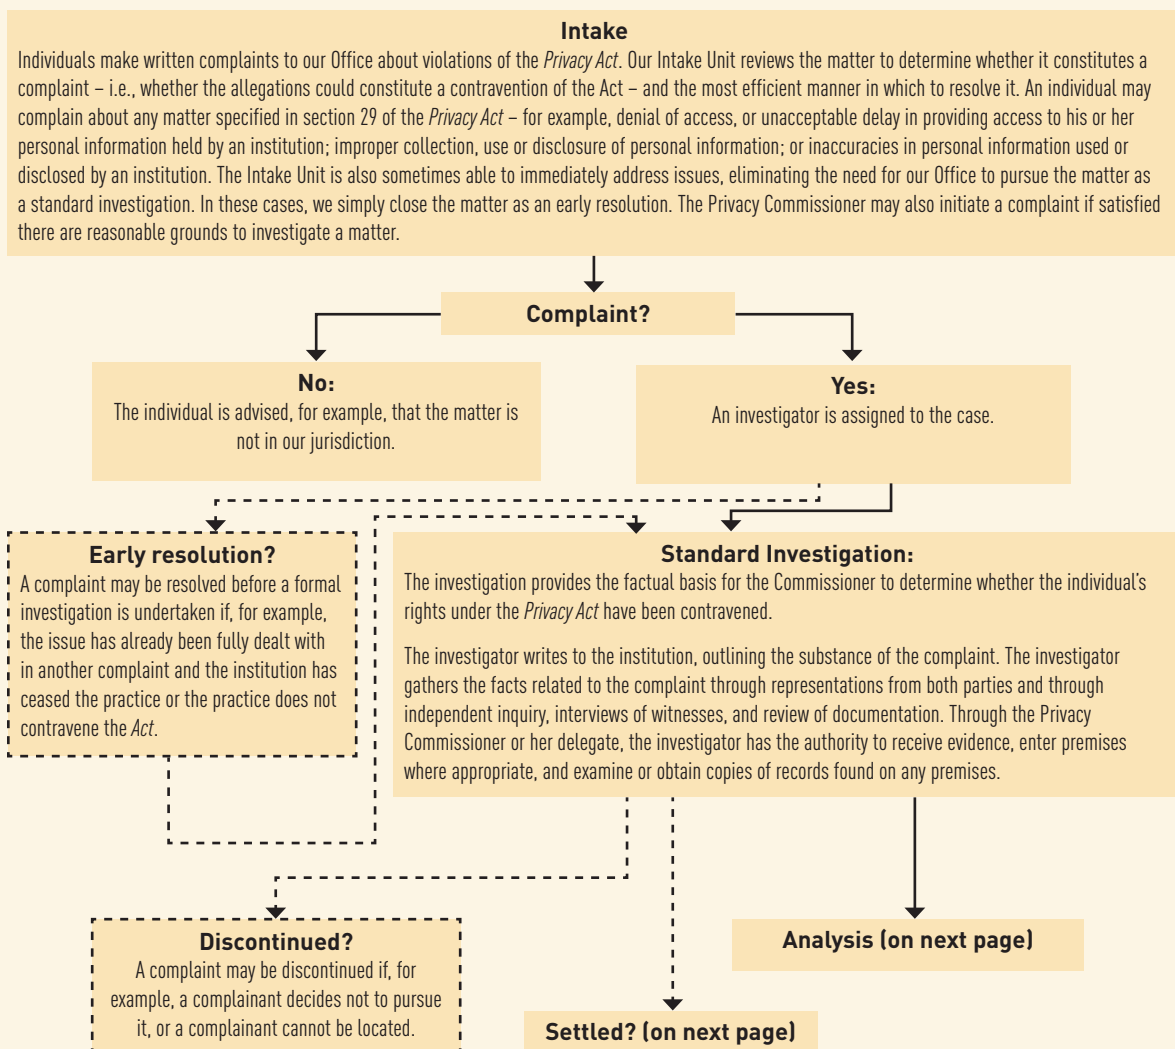 Intake
Individuals make written complaints to our Office about violations of the Privacy Act. Our Intake Unit reviews the matter to determine whether it constitutes a
complaint – i.e., whether the allegations could constitute a contravention of the Act – and the most efficient manner in which to resolve it. An individual may
complain about any matter specified in section 29 of the Privacy Act – for example, denial of access, or unacceptable delay in providing access to his or her
personal information held by an institution; improper collection, use or disclosure of personal information; or inaccuracies in personal information used or
disclosed by an institution. The Intake Unit is also sometimes able to immediately address issues, eliminating the need for our Office to pursue the matter as
a standard investigation. In these cases, we simply close the matter as an early resolution. The Privacy Commissioner may also initiate a complaint if satisfied
there are reasonable grounds to investigate a matter.
Complaint?
No:
The individual is advised, for example, that the matter is
not in our jurisdiction.
Yes:
An investigator is assigned to the case.
Early resolution?
A complaint may be resolved before a formal
investigation is undertaken if, for example,
the issue has already been fully dealt with
in another complaint and the institution has
ceased the practice or the practice does not
contravene the Act.
Standard Investigation:
The investigation provides the factual basis for the Commissioner to determine whether the individual's
rights under the Privacy Act have been contravened.
The investigator writes to the institution, outlining the substance of the complaint. The investigator
gathers the facts related to the complaint through representations from both parties and through
independent inquiry, interviews of witnesses, and review of documentation. Through the Privacy
Commissioner or her delegate, the investigator has the authority to receive evidence, enter premises
where appropriate, and examine or obtain copies of records found on any premises.
Discontinued?
A complaint may be discontinued if, for
example, a complainant decides not to pursue
it, or a complainant cannot be located.
Analysis (on next page)
Settled? (on next page)